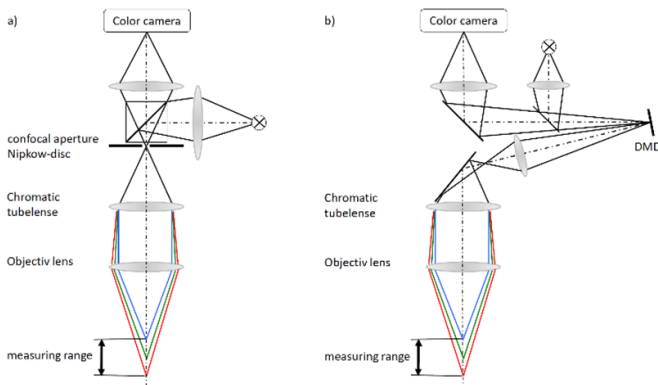 a)
Color camera
confocal aperture
Nipkow-disc
Chromatic
tubelense
Objectiv lens
measuring range
b)
Color camera
DMD
Chromatic
tubelense
Objectiv lens
measuring range